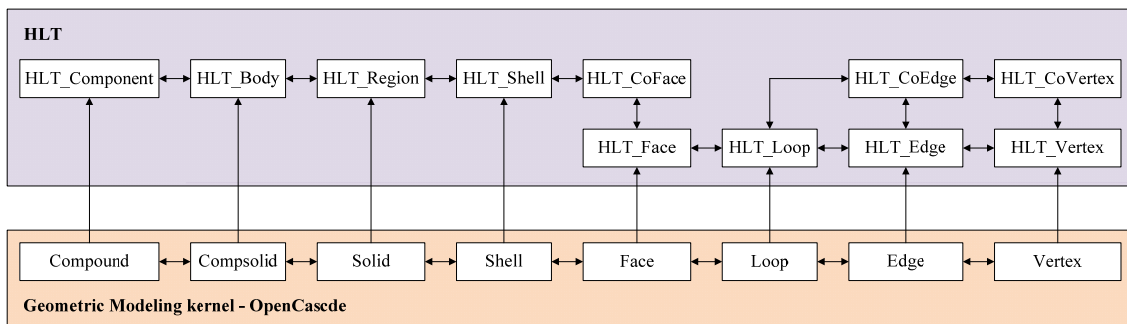 HLT
HLT_Component HLT_Body HLT_Region HLT_Shell HLT_CoFace HLT_CoEdge HLT_CoVertex
HLT_Face HLT_Loop HLT_Edge HLT_Vertex
Compound Compsolid Solid Shell Face Loop Edge Vertex
Geometric Modeling kernel - OpenCascde